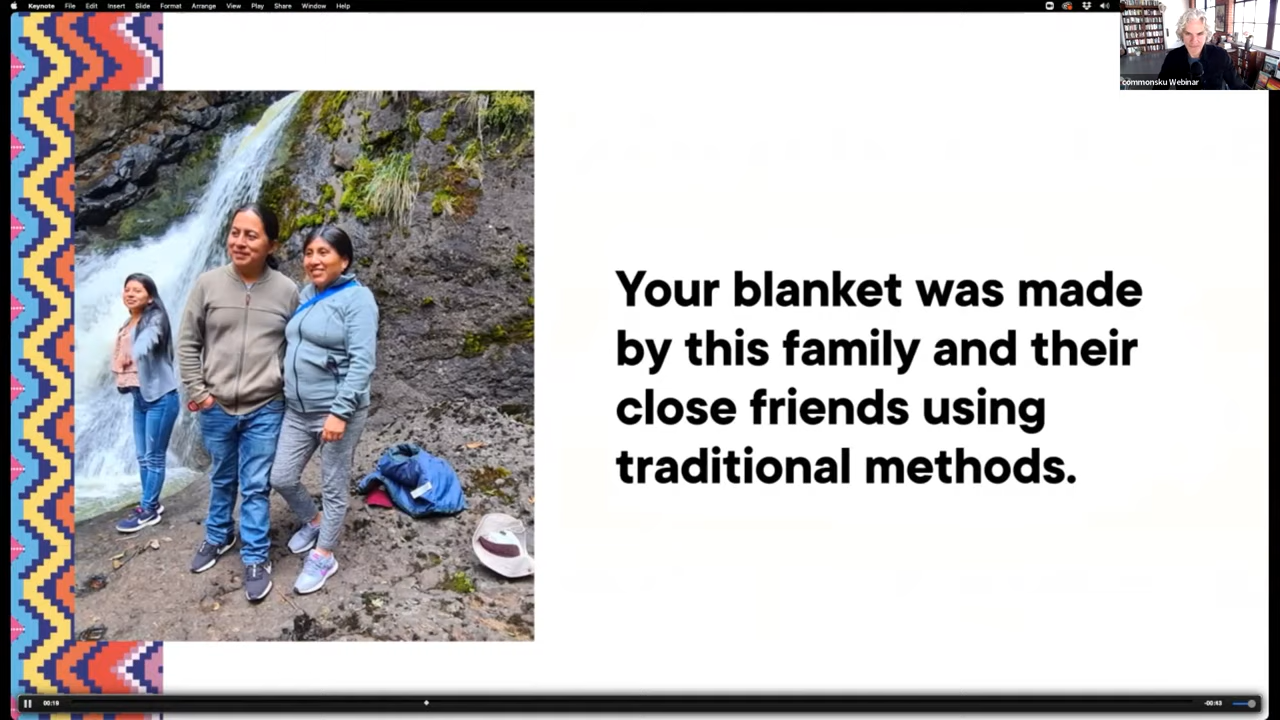 Keynote File Edit Insert Slide Format Arrange View Play Share Window Help
commonsku Webinar
Your blanket was made
by this family and their
close friends using
traditional methods.
00:19
-00:43